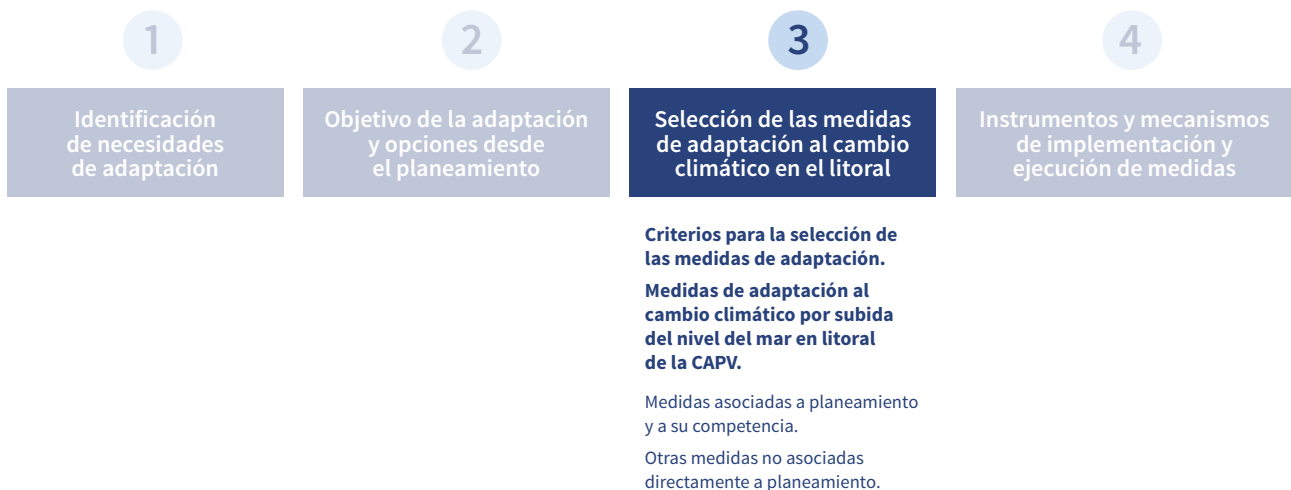 1
Identificación
de necesidades
de adaptación
2
Objetivo de la adaptación
y opciones desde
el planeamiento
3
Selección de las medidas
de adaptación al cambio
climático en el litoral
Criterios para la selección de
las medidas de adaptación.
Medidas de adaptación al
cambio climático por subida
del nivel del mar en litoral
de la CAPV.
Medidas asociadas a planeamiento
y a su competencia.
Otras medidas no asociadas
directamente a planeamiento.
4
Instrumentos y mecanismos
de implementación y
ejecución de medidas